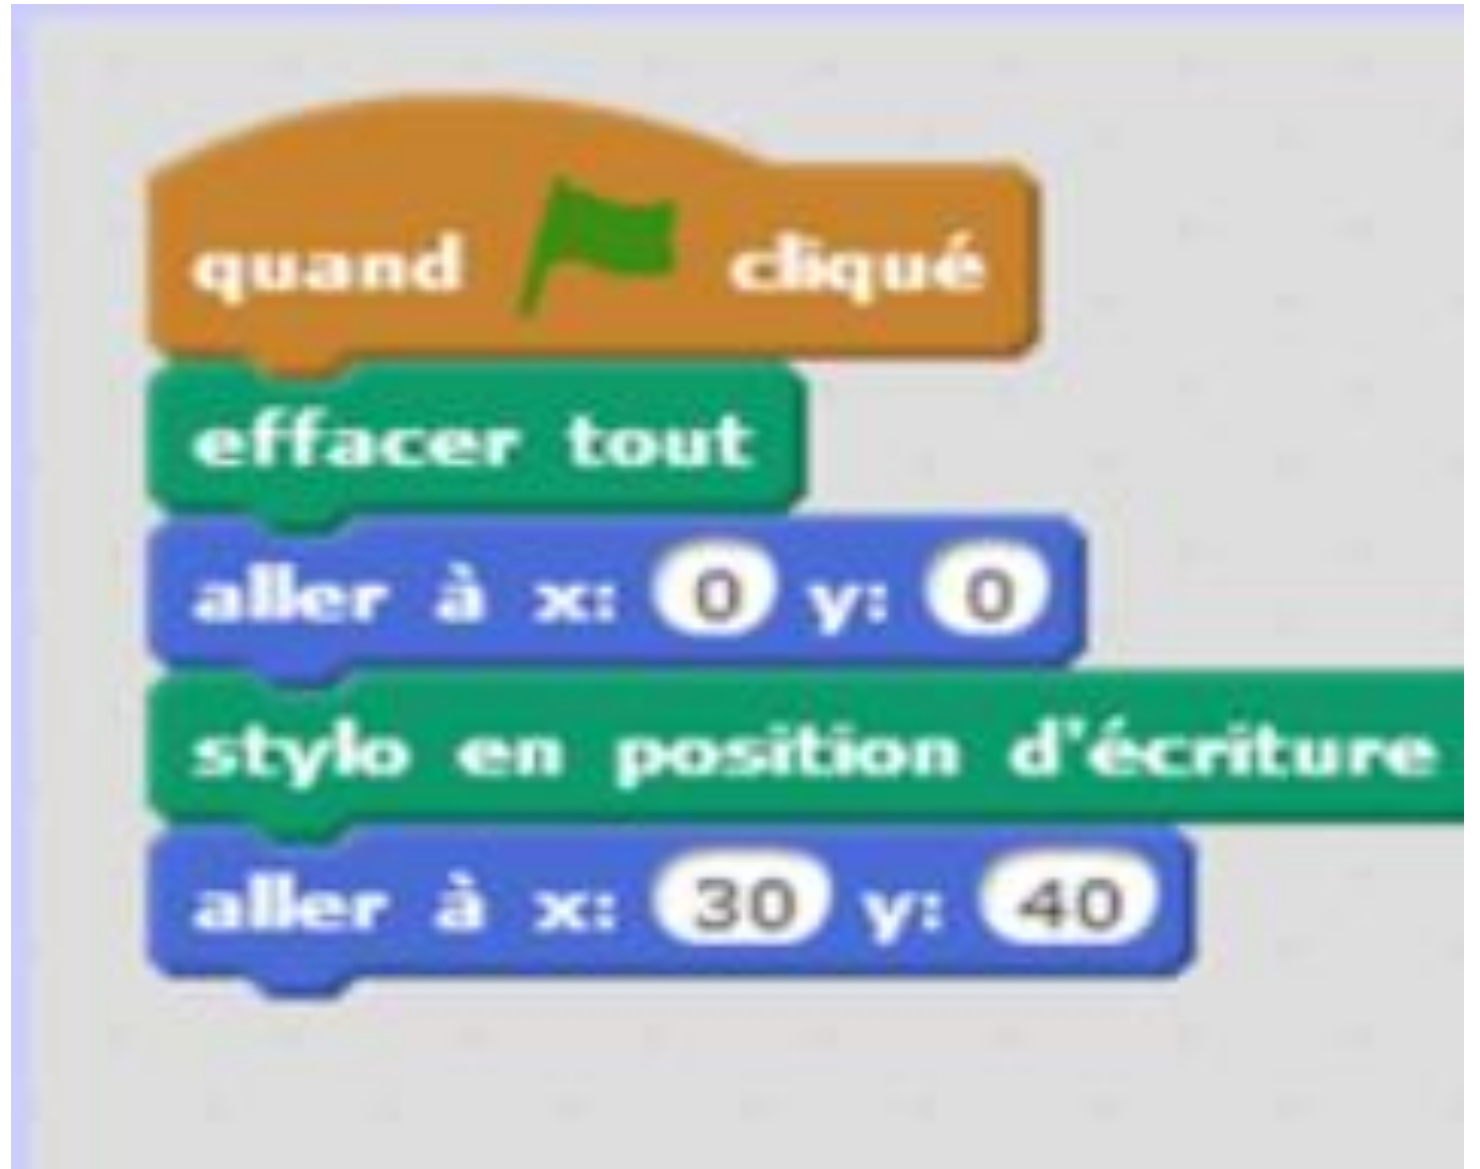 quand cliqué
effacer tout
aller à x: 0 y: 0
stylo en position d'écriture
aller à x: 30 y: 40